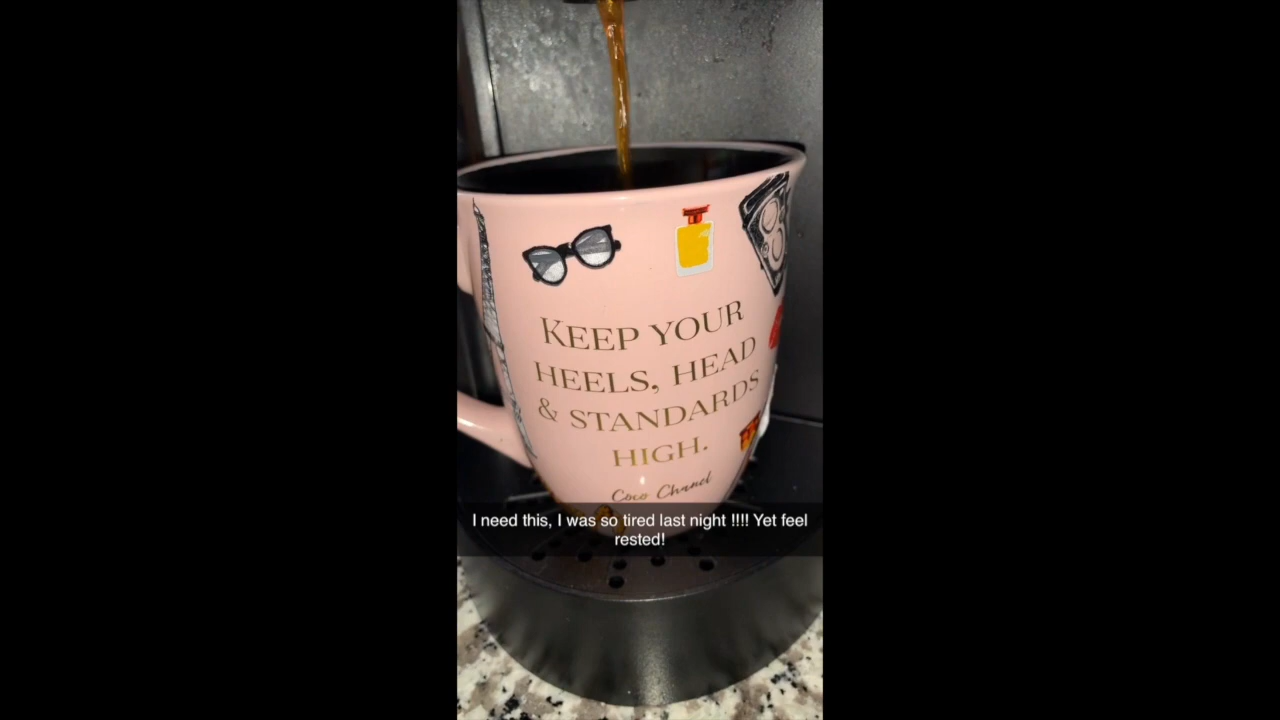 KEEP YOUR
HEELS, HEAD
& STANDARDS
HIGH.
Coco Chanel
I need this, I was so tired last night !!!! Yet feel
rested!